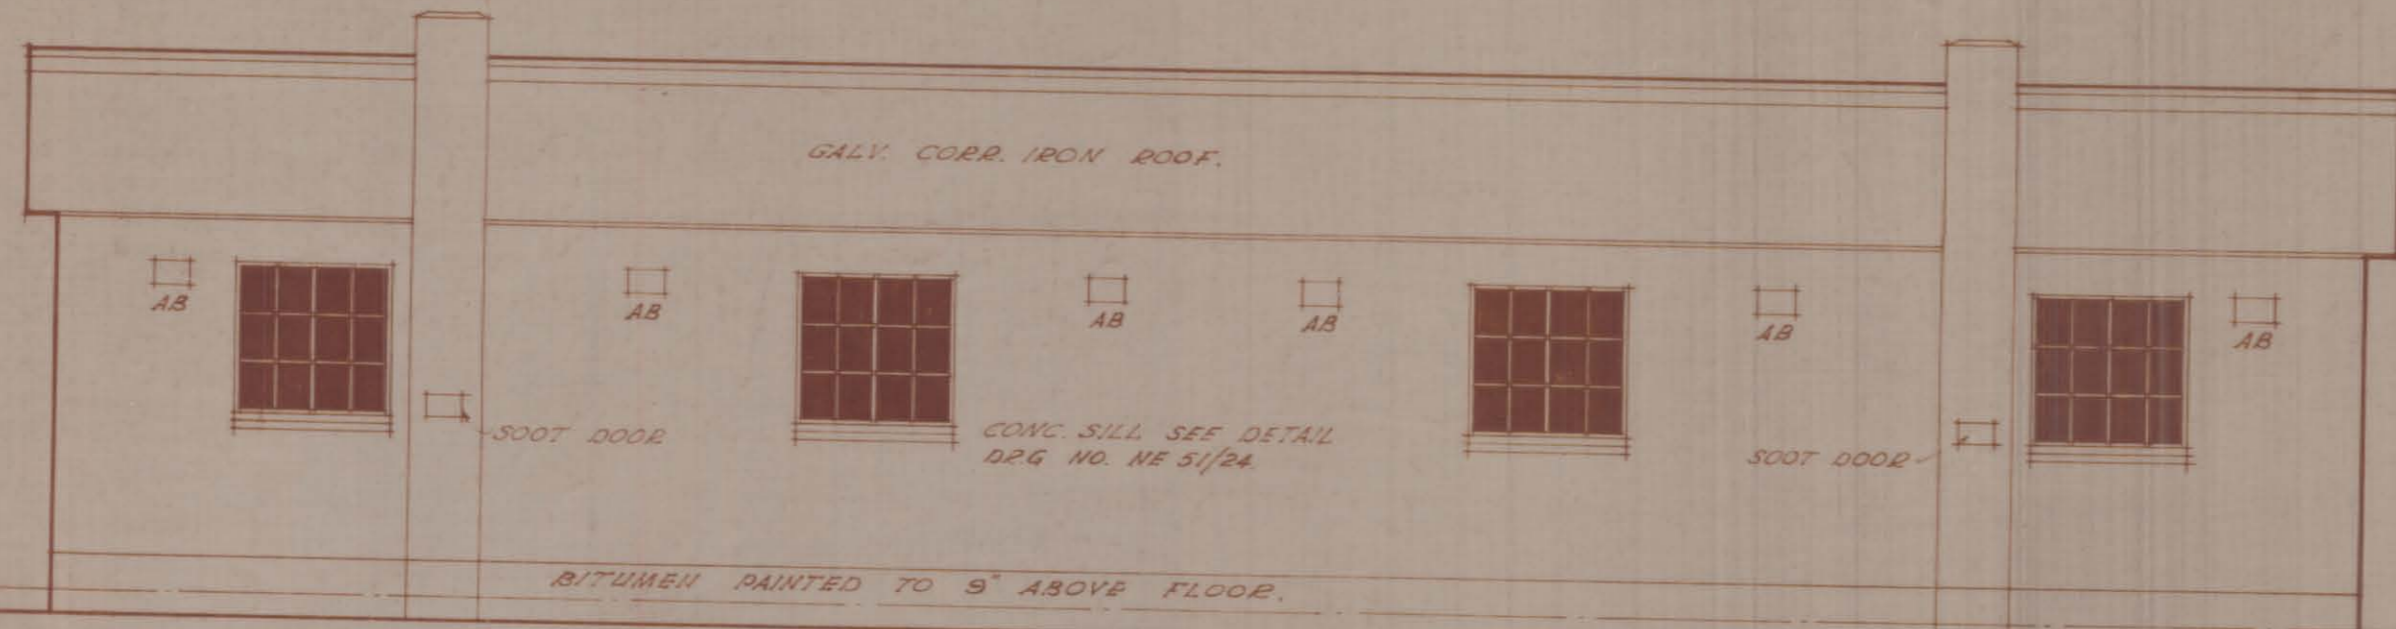 GALV. CORR. IRON ROOF.
AB
AB
AB
AB
AB
AB
SOOT DOOR
CONC. SILL SEE DETAIL
DRG NO. NE 51/24
SOOT DOOR
BITUMEN PAINTED TO 9" ABOVE FLOOR.